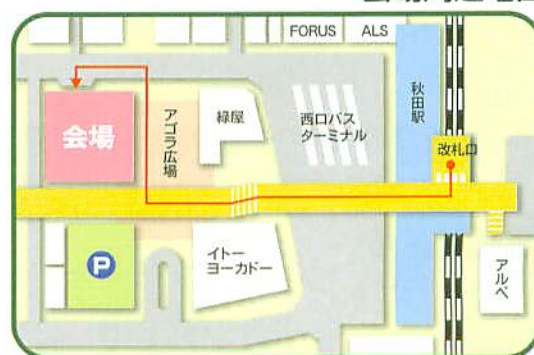 FORUS
ALS
会場
アゴラ広場
緑屋
西口バス
ターミナル
秋田駅
改札口
P
イトー
ヨーカドー
アルベ